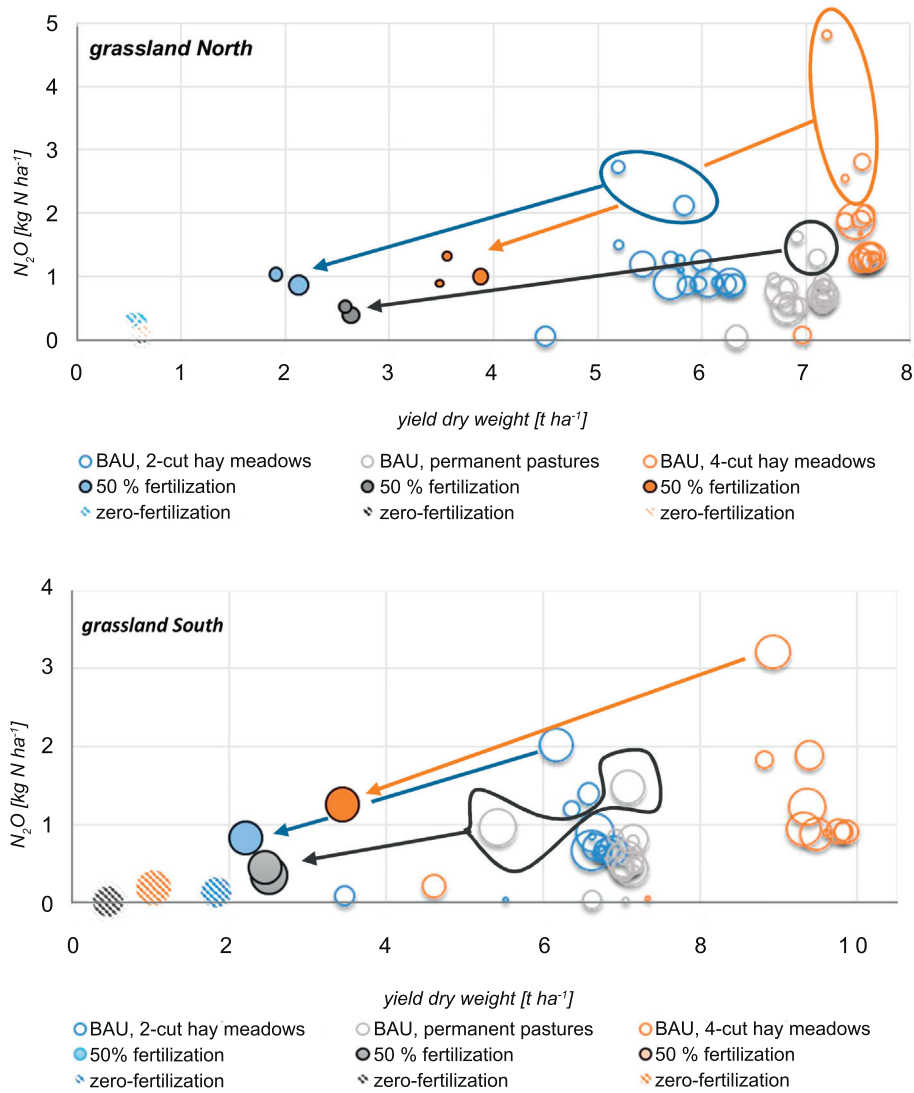 grassland North
5
4
3
2
1
0
N₂O [kg N ha⁻¹]
0 1 2 3 4 5 6 7 8
yield dry weight [t ha⁻¹]
BAU, 2-cut hay meadows BAU, permanent pastures BAU, 4-cut hay meadows
50 % fertilization 50 % fertilization 50 % fertilization
zero-fertilization zero-fertilization zero-fertilization
grassland South
4
3
2
1
0
N₂O [kg N ha⁻¹]
0 2 4 6 8 1 0
yield dry weight [t ha⁻¹]
BAU, 2-cut hay meadows BAU, permanent pastures BAU, 4-cut hay meadows
50% fertilization 50 % fertilization 50 % fertilization
zero-fertilization zero-fertilization zero-fertilization